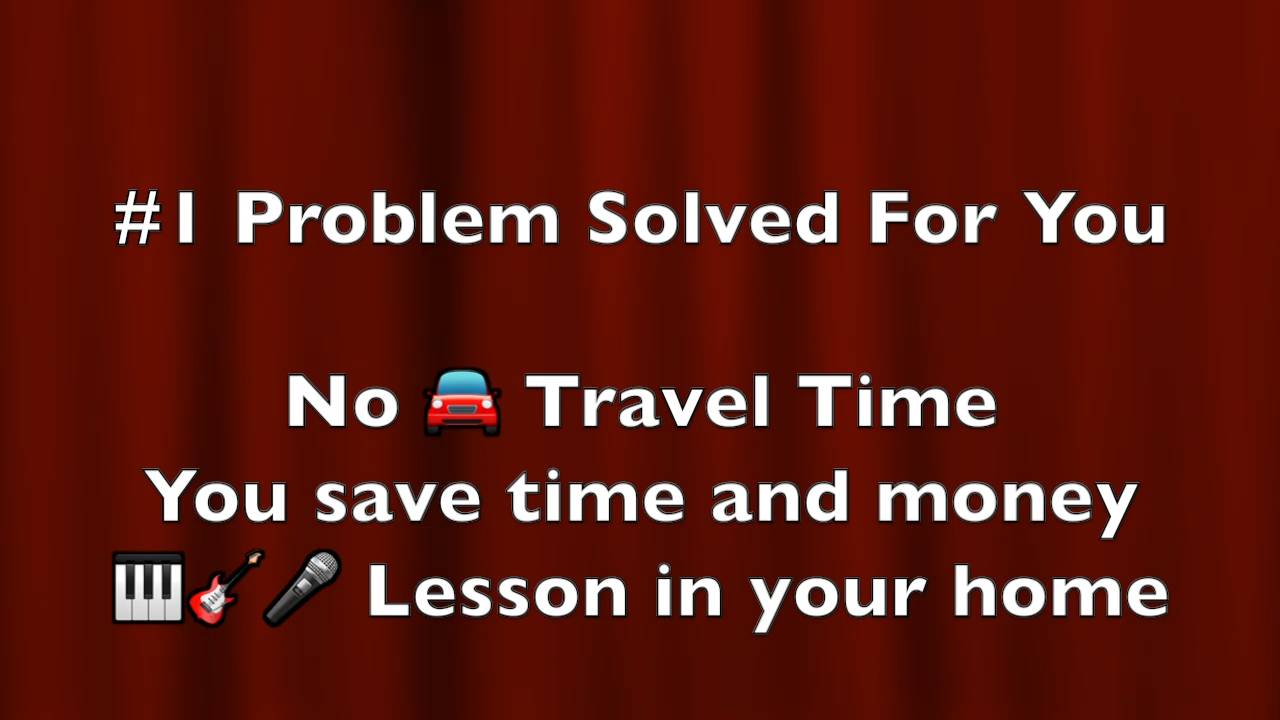 #1 Problem Solved For You
No 🚘 Travel Time
You save time and money
🎹🎸🎤 Lesson in your home